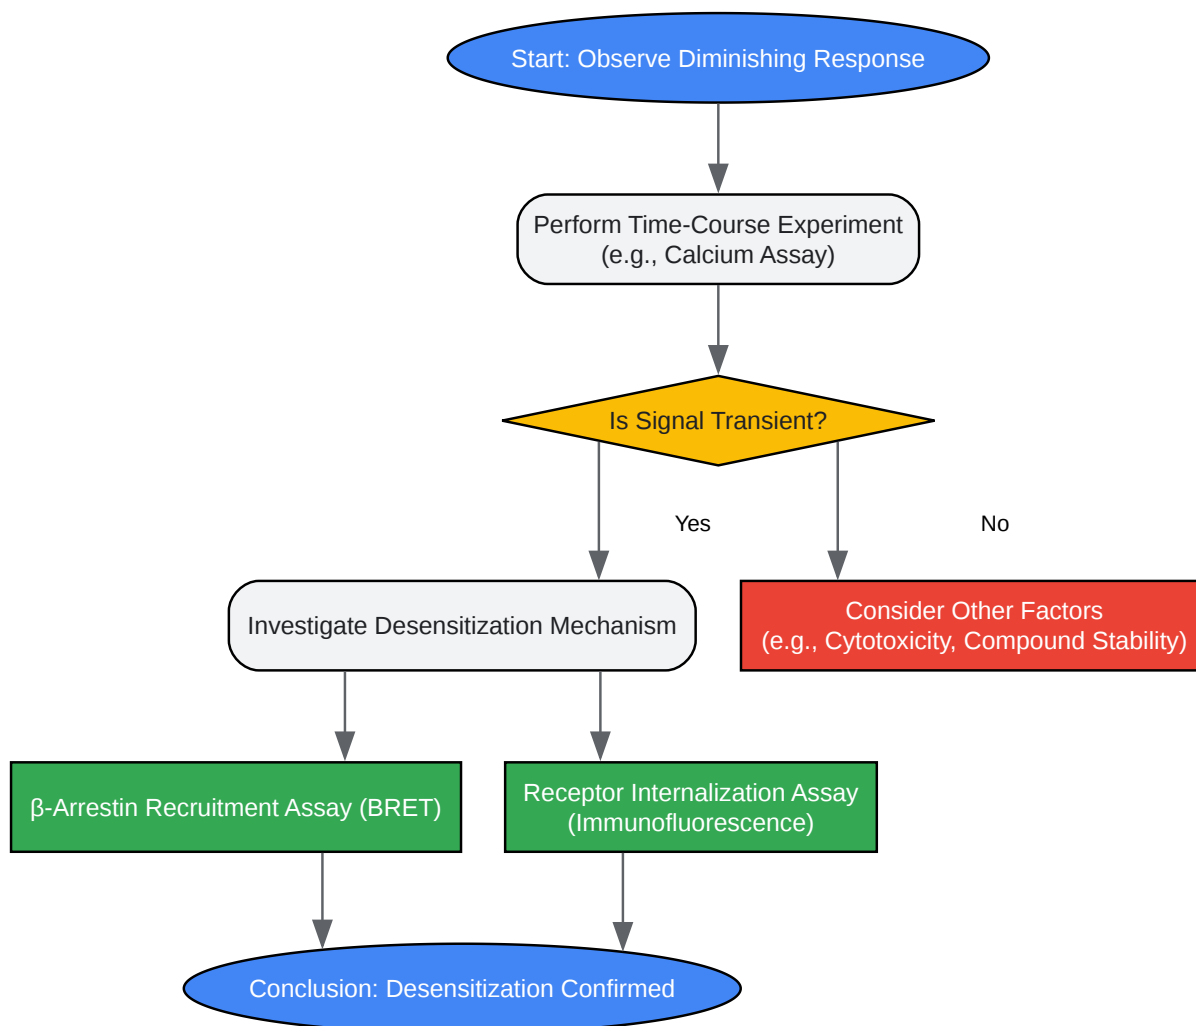 Start: Observe Diminishing Response
Perform Time-Course Experiment
(e.g., Calcium Assay)
Is Signal Transient?
Yes
No
Investigate Desensitization Mechanism
Consider Other Factors
(e.g., Cytotoxicity, Compound Stability)
β-Arrestin Recruitment Assay (BRET)
Receptor Internalization Assay
(Immunofluorescence)
Conclusion: Desensitization Confirmed